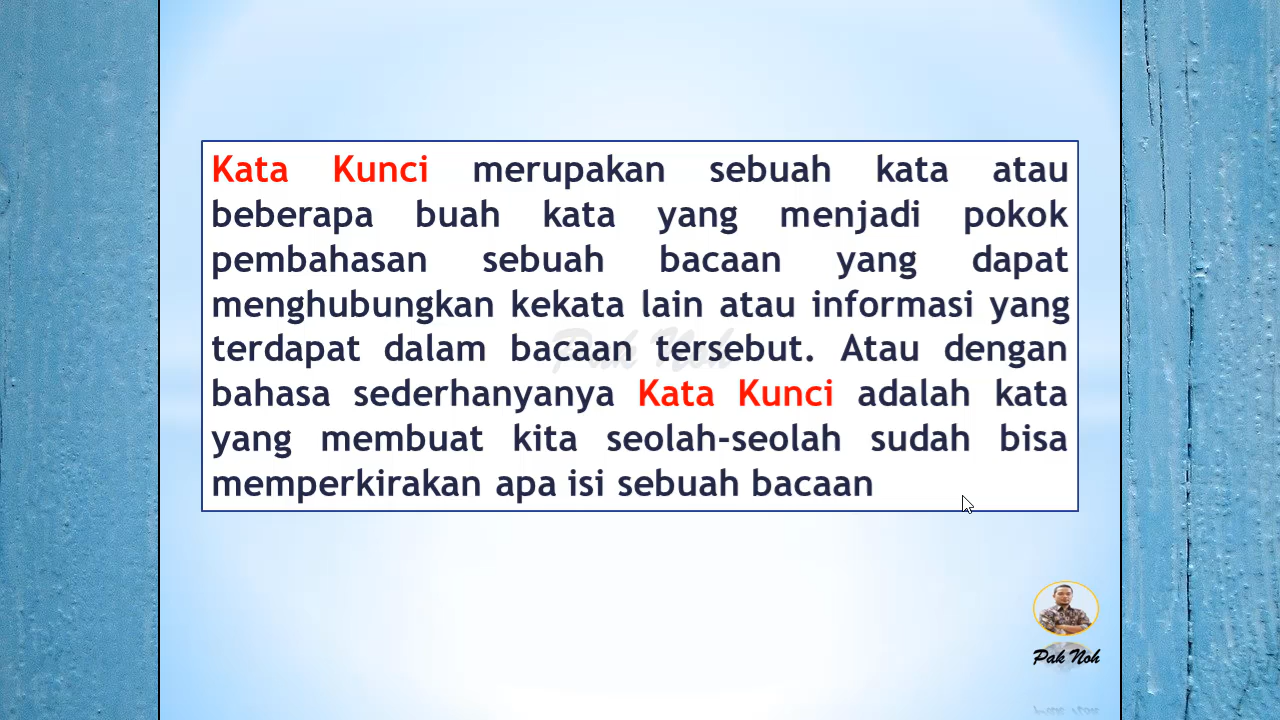 Kata Kunci merupakan sebuah kata atau
beberapa buah kata yang menjadi pokok
pembahasan sebuah bacaan yang dapat
menghubungkan kekata lain atau informasi yang
terdapat dalam bacaan tersebut. Atau dengan
bahasa sederhanyanya Kata Kunci adalah kata
yang membuat kita seolah-seolah sudah bisa
memperkirakan apa isi sebuah bacaan
Pak Noh
Pak Noh